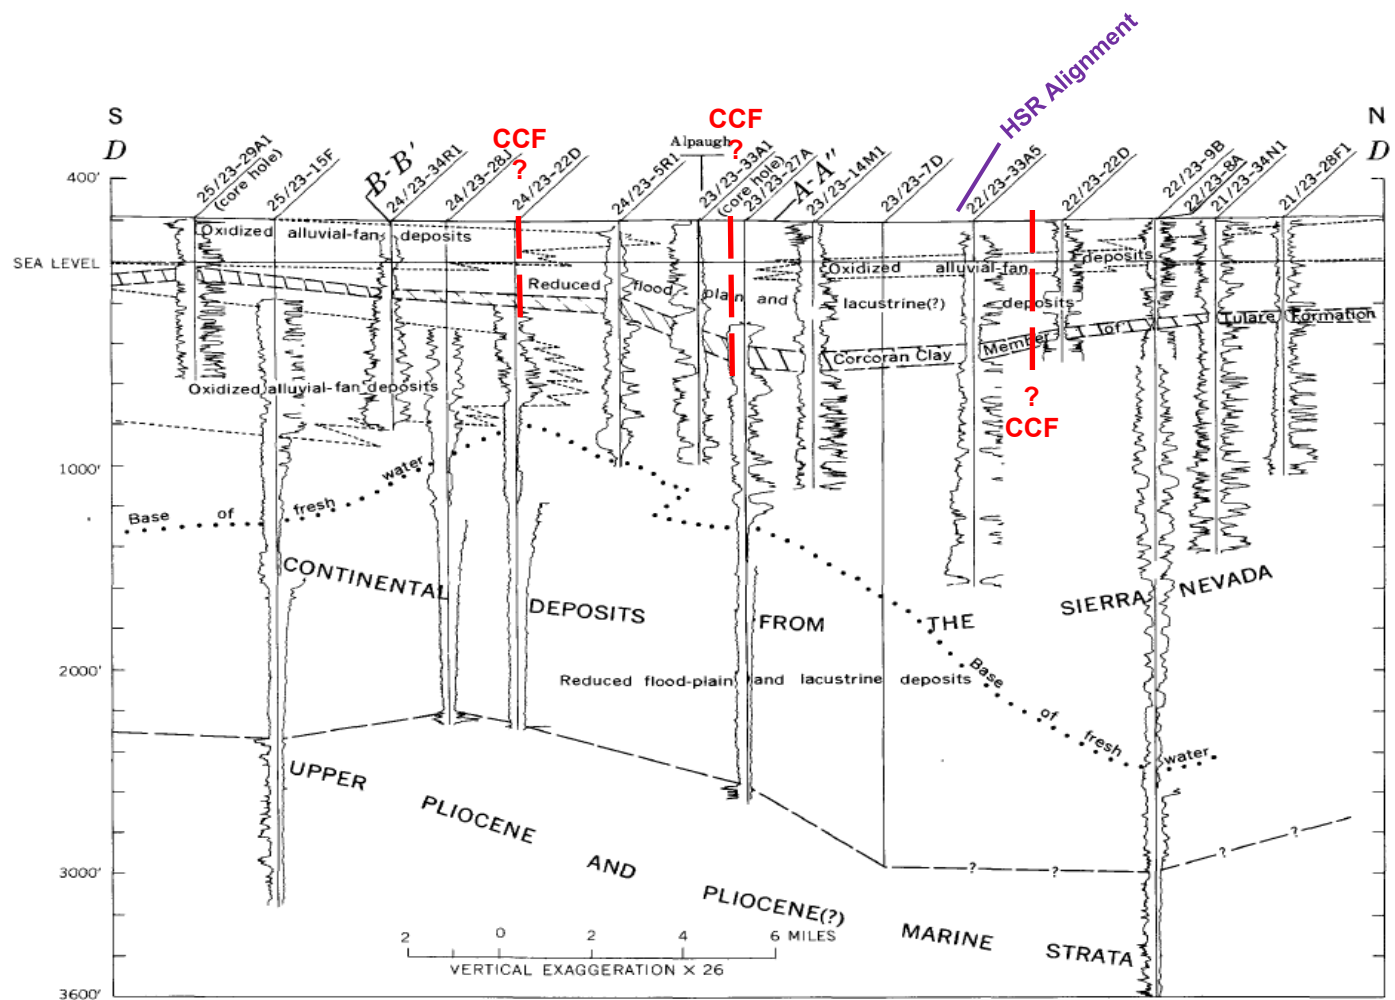 HSR Alignment
S
N
D
D
CCF
?
CCF
?
Alpaugh
25/23-29A1
(core hole)
25/23-15F
B-B'
24/23-34R1
24/23-28J
24/23-22D
24/23-5R1
23/23-33A1
(core hole)
23/23-27A
A-A"
23/23-14M1
23/23-7D
22/23-33A5
22/23-22D
22/23-9B
22/23-8A
21/23-34N1
21/23-28F1
400'
SEA LEVEL
1000'
2000'
3000'
3600'
Oxidized alluvial-fan deposits
Reduced flood plain and lacustrine(?) deposits
Oxidized alluvial-fan deposits
Corcoran Clay Member of Tulare Formation
Oxidized alluvial-fan deposits
?
CCF
Base of fresh water
CONTINENTAL DEPOSITS FROM THE SIERRA NEVADA
Reduced flood-plain and lacustrine deposits
Base of fresh water
? ? ? ?
UPPER PLIOCENE AND PLIOCENE(?) MARINE STRATA
2 0 2 4 6 MILES
VERTICAL EXAGGERATION X 26